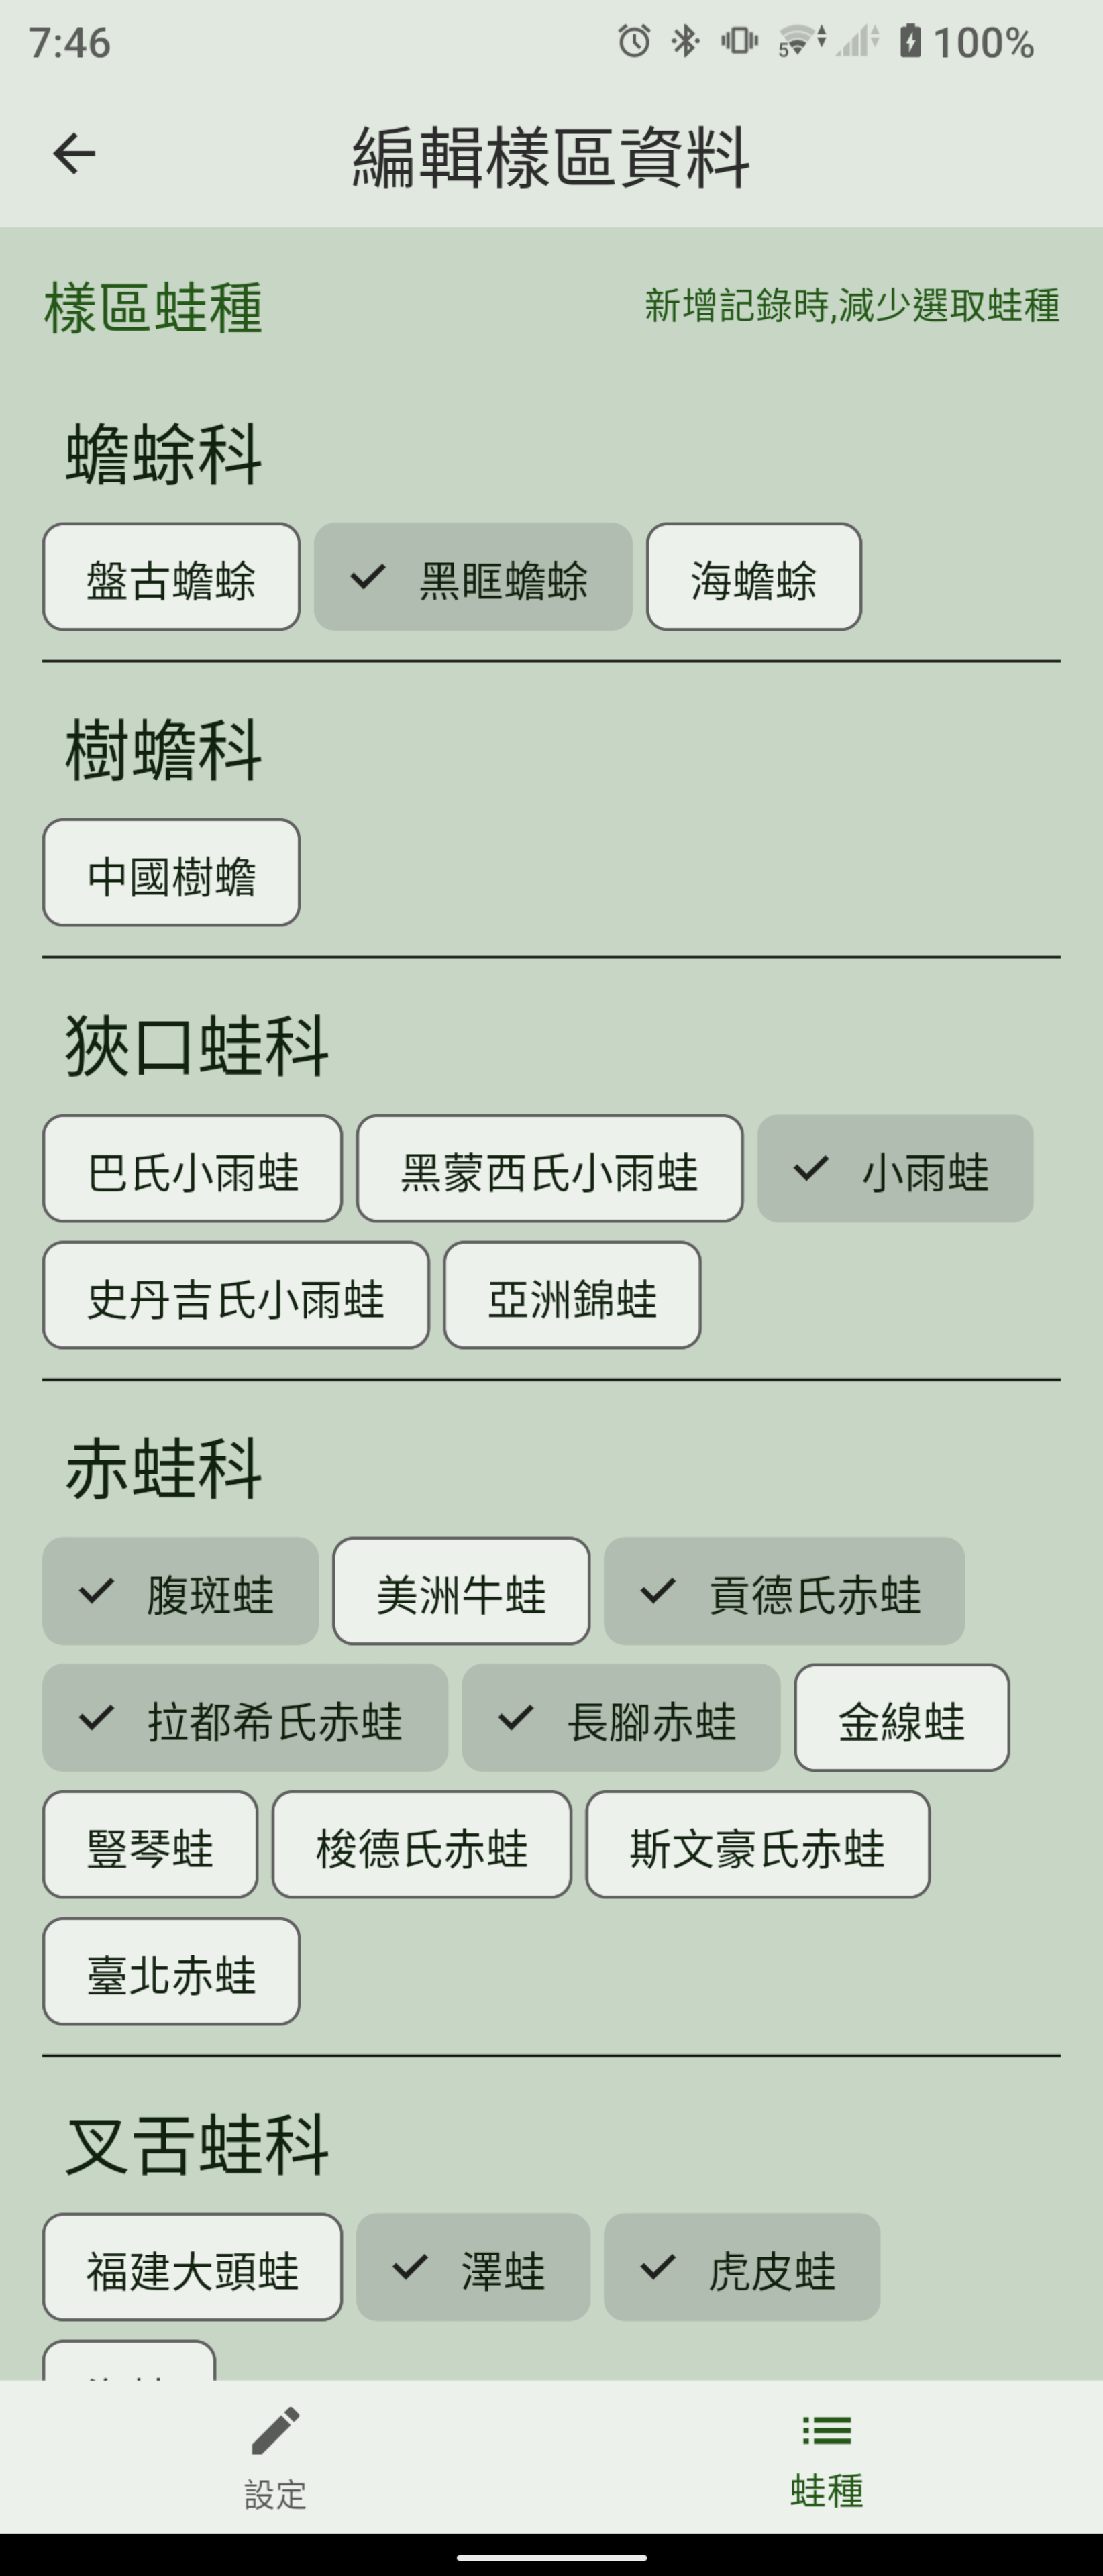 7:46 5 100%
編輯樣區資料
樣區蛙種 新增記錄時,減少選取蛙種
蟾蜍科
盤古蟾蜍 黑眶蟾蜍 海蟾蜍
樹蟾科
中國樹蟾
狹口蛙科
巴氏小雨蛙 黑蒙西氏小雨蛙 小雨蛙
史丹吉氏小雨蛙 亞洲錦蛙
赤蛙科
腹斑蛙 美洲牛蛙 貢德氏赤蛙
拉都希氏赤蛙 長腳赤蛙 金線蛙
豎琴蛙 梭德氏赤蛙 斯文豪氏赤蛙
臺北赤蛙
叉舌蛙科
福建大頭蛙 澤蛙 虎皮蛙
設定 蛙種